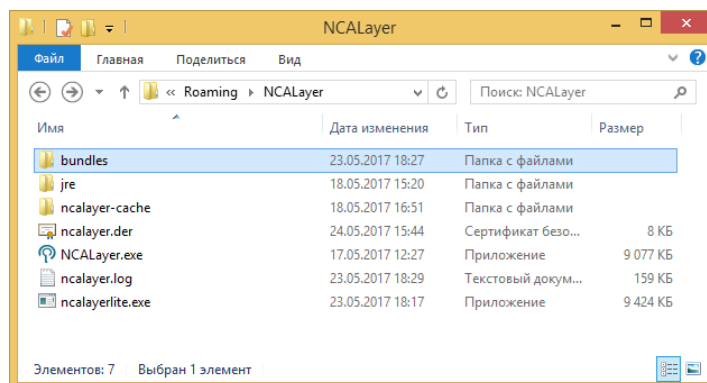 NCALayer
Файл Главная Поделиться Вид
« Roaming NCALayer Поиск: NCALayer
Имя Дата изменения Тип Размер
bundles 23.05.2017 18:27 Папка с файлами
jre 18.05.2017 15:20 Папка с файлами
ncalayer-cache 18.05.2017 16:51 Папка с файлами
ncalayer.der 24.05.2017 15:44 Сертификат безо... 8 КБ
NCALayer.exe 17.05.2017 12:27 Приложение 9 077 КБ
ncalayer.log 23.05.2017 18:29 Текстовый докум... 159 КБ
ncalayerlite.exe 23.05.2017 18:17 Приложение 9 424 КБ
Элементов: 7 Выбран 1 элемент